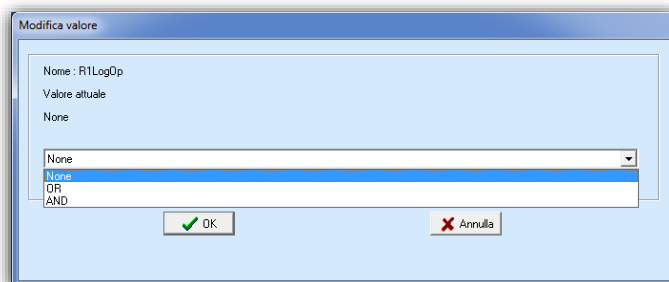 Modifica valore
Nome : R1LogOp
Valore attuale
None
None
None
OR
AND
OK
Annulla